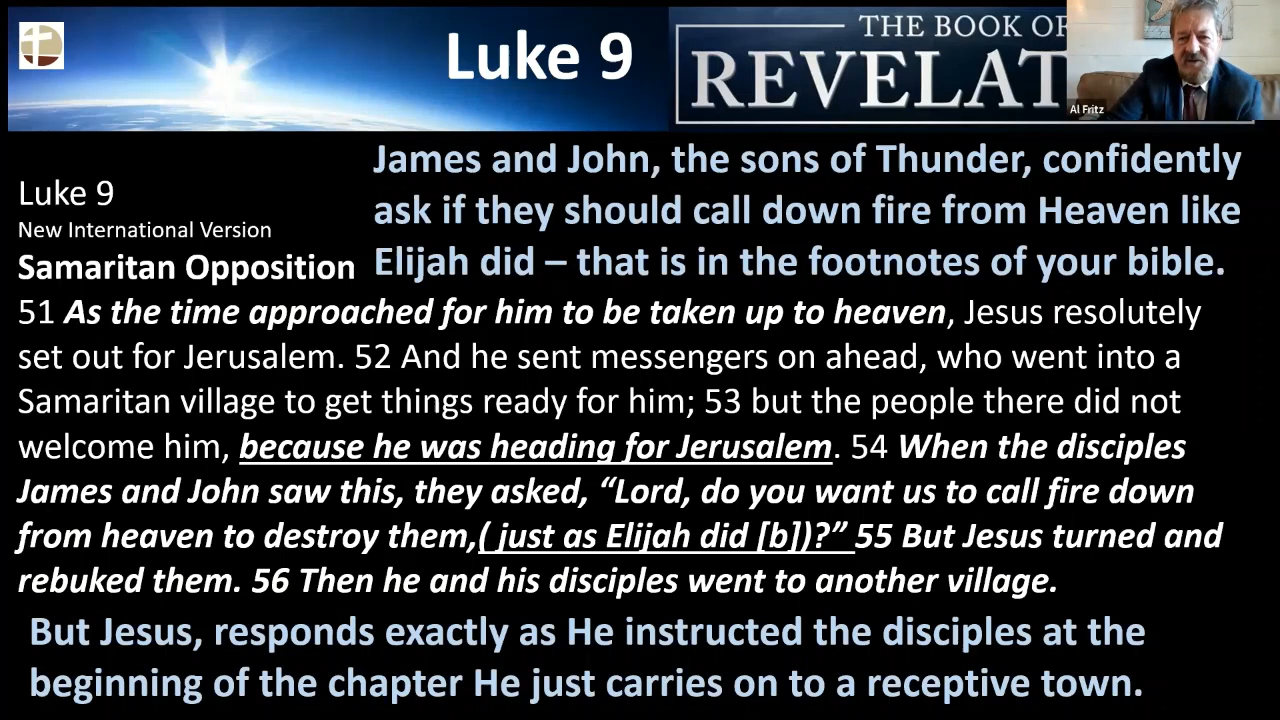 Luke 9
THE BOOK OF
REVELAT
Al Fritz
James and John, the sons of Thunder, confidently
ask if they should call down fire from Heaven like
Elijah did – that is in the footnotes of your bible.
Luke 9
New International Version
Samaritan Opposition
51 As the time approached for him to be taken up to heaven, Jesus resolutely
set out for Jerusalem. 52 And he sent messengers on ahead, who went into a
Samaritan village to get things ready for him; 53 but the people there did not
welcome him, because he was heading for Jerusalem. 54 When the disciples
James and John saw this, they asked, “Lord, do you want us to call fire down
from heaven to destroy them,( just as Elijah did [b])?” 55 But Jesus turned and
rebuked them. 56 Then he and his disciples went to another village.
But Jesus, responds exactly as He instructed the disciples at the
beginning of the chapter He just carries on to a receptive town.